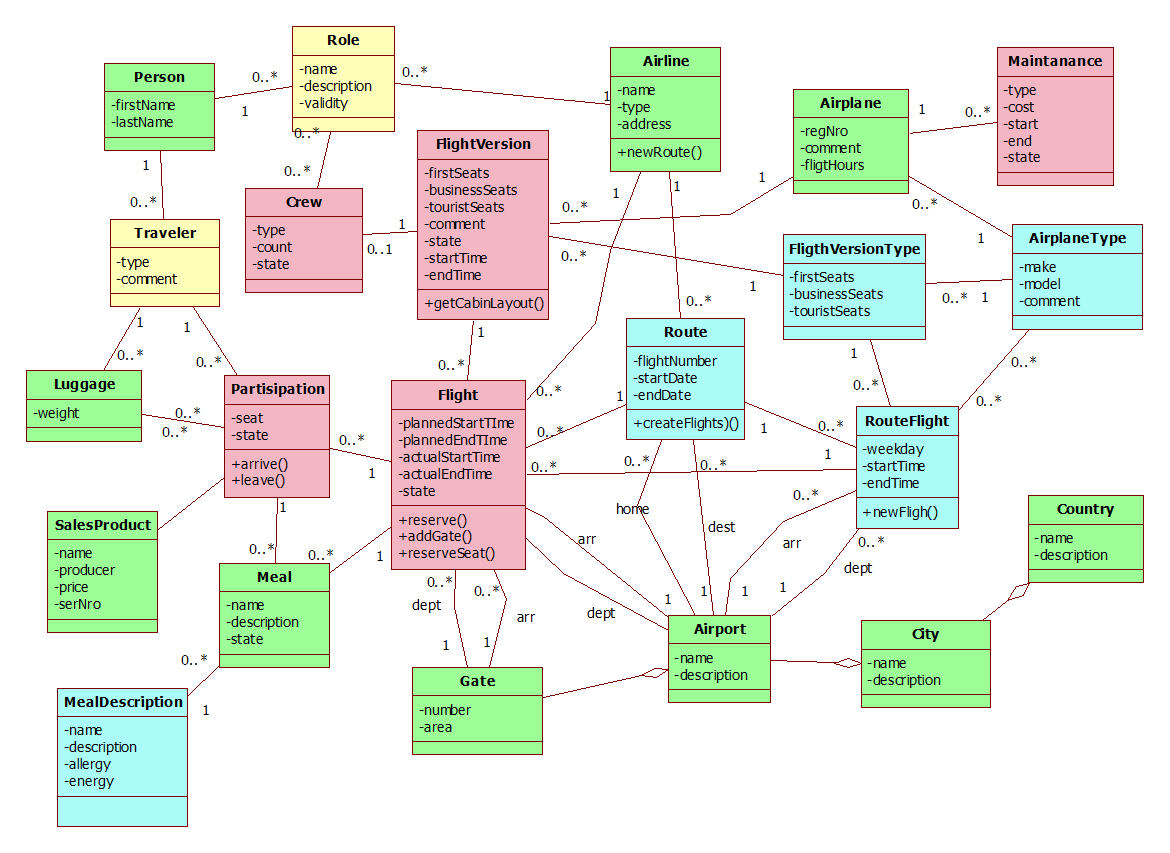 Role
-name
-description
-validity
Person
-firstName
-lastName
0..*
1
0..*
1
Airline
-name
-type
-address
+newRoute()
Airplane
-regNro
-comment
-fligtHours
1
0..*
Maintanance
-type
-cost
-start
-end
-state
0..*
0..*
1
0..*
Crew
-type
-count
-state
1
0..1
FlightVersion
-firstSeats
-businessSeats
-touristSeats
-comment
-state
-startTime
-endTime
+getCabinLayout()
0..*
1
0..*
1
1
1
0..*
1
Traveler
-type
-comment
1
1
0..*
0..*
FligthVersionType
-firstSeats
-businessSeats
-touristSeats
0..*
1
AirplaneType
-make
-model
-comment
1
0..*
0..*
0..*
1
0..*
0..*
Route
-flightNumber
-startDate
-endDate
+createFlights)()
1
0..*
1
0..*
Luggage
-weight
0..*
0..*
Partisipation
-seat
-state
+arrive()
+leave()
0..*
1
Flight
-plannedStartTIme
-plannedEndTIme
-actualStartTime
-actualEndTime
-state
+reserve()
+addGate()
+reserveSeat()
0..*
1
RouteFlight
-weekday
-startTime
-endTime
+newFligh()
0..*
0..*
home
dest
0..*
arr
0..*
dept
1
1
1
1
arr
dept
SalesProduct
-name
-producer
-price
-serNro
1
0..*
0..*
1
Meal
-name
-description
-state
0..*
1
MealDescription
-name
-description
-allergy
-energy
0..*
dept
1
0..*
arr
1
Gate
-number
-area
Airport
-name
-description
City
-name
-description
Country
-name
-description